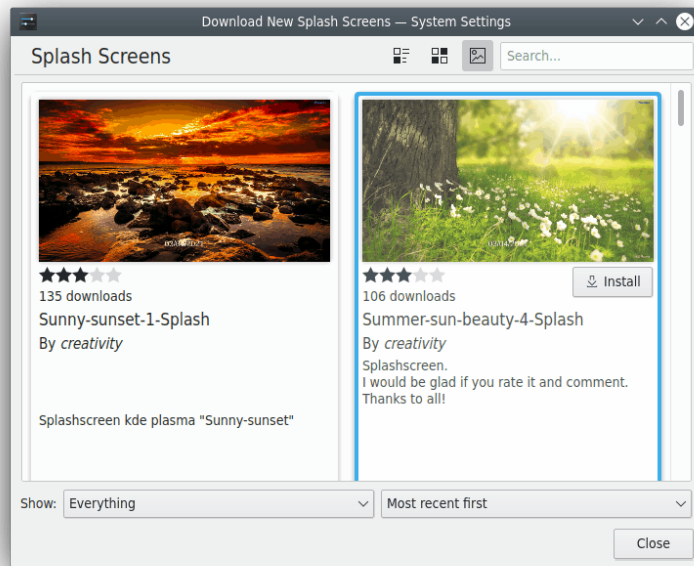 Download New Splash Screens — System Settings
Splash Screens
Search...
135 downloads
Sunny-sunset-1-Splash
By creativity
Splashscreen kde plasma "Sunny-sunset"
Install
106 downloads
Summer-sun-beauty-4-Splash
By creativity
Splashscreen.
I would be glad if you rate it and comment.
Thanks to all!
Show:
Everything
Most recent first
Close